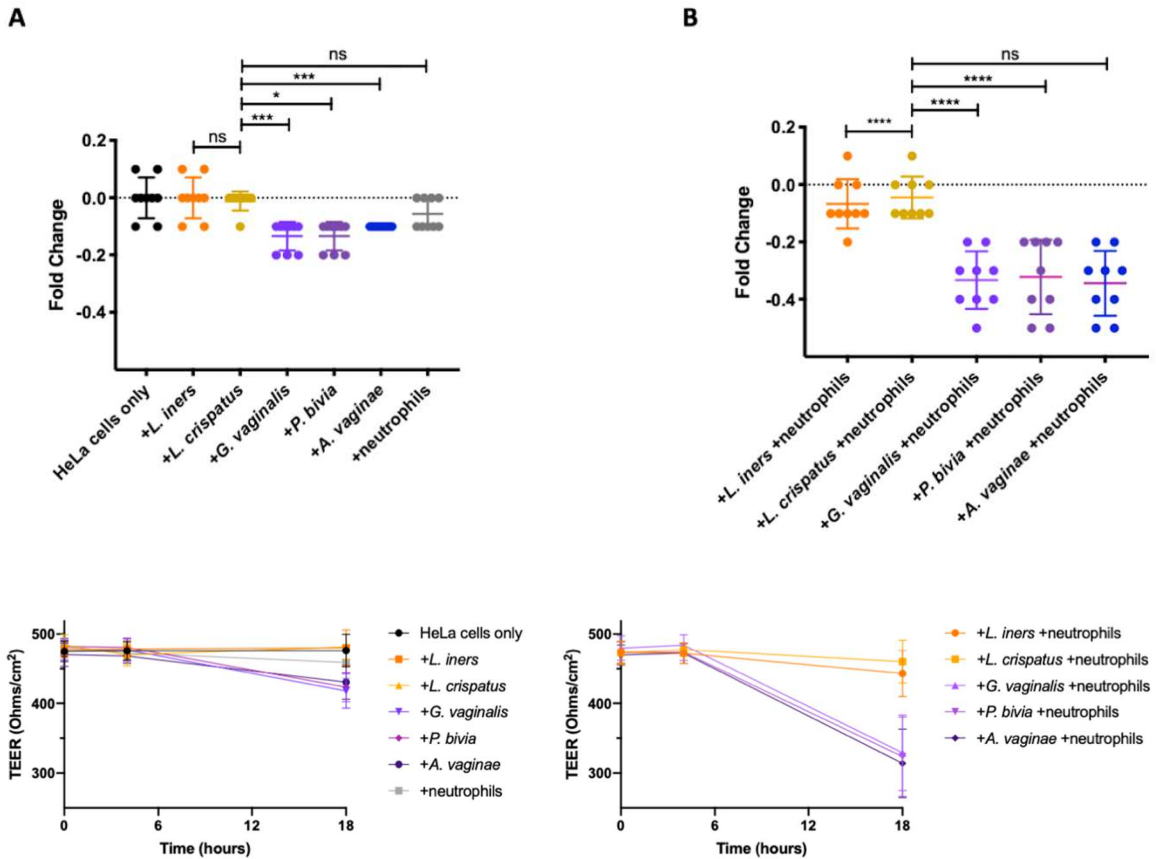 A
ns
***
*
***
ns
0.2
0.0
-0.2
-0.4
Fold Change
HeLa cells only
+L. iners
+L. crispatus
+G. vaginalis
+P. bivia
+A. vaginae
+neutrophils
B
ns
****
****
****
0.2
0.0
-0.2
-0.4
Fold Change
+L. iners +neutrophils
+L. crispatus +neutrophils
+G. vaginalis +neutrophils
+P. bivia +neutrophils
+A. vaginae +neutrophils
500
400
300
TEER (Ohms/cm²)
0
6
12
18
Time (hours)
HeLa cells only
+L. iners
+L. crispatus
+G. vaginalis
+P. bivia
+A. vaginae
+neutrophils
500
400
300
TEER (Ohms/cm²)
0
6
12
18
Time (hours)
+L. iners +neutrophils
+L. crispatus +neutrophils
+G. vaginalis +neutrophils
+P. bivia +neutrophils
+A. vaginae +neutrophils